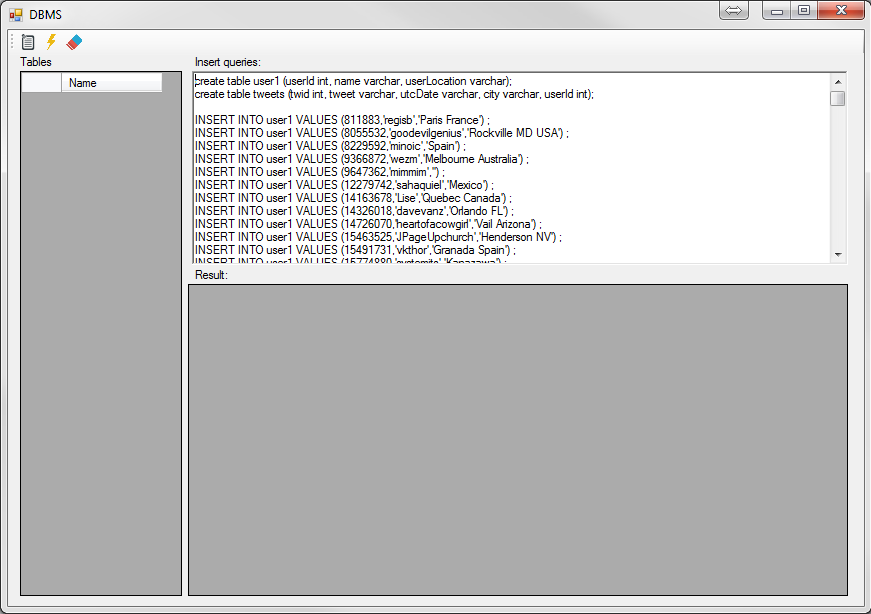 DBMS
Tables
Name
Insert queries:
create table user1 (userId int, name varchar, userLocation varchar);
create table tweets (twid int, tweet varchar, utcDate varchar, city varchar, userId int);
INSERT INTO user1 VALUES (811883,'regisb','Paris France') ;
INSERT INTO user1 VALUES (8055532,'goodevilgenius','Rockville MD USA') ;
INSERT INTO user1 VALUES (8229592,'minoic','Spain') ;
INSERT INTO user1 VALUES (9366872,'wezm','Melbourne Australia') ;
INSERT INTO user1 VALUES (9647362,'mimmim','') ;
INSERT INTO user1 VALUES (12279742,'sahaquiel','Mexico') ;
INSERT INTO user1 VALUES (14163678,'Lise','Quebec Canada') ;
INSERT INTO user1 VALUES (14326018,'davevanz','Orlando FL') ;
INSERT INTO user1 VALUES (14726070,'heartofacowgirl','Vail Arizona') ;
INSERT INTO user1 VALUES (15463525,'JPageUpchurch','Henderson NV') ;
INSERT INTO user1 VALUES (15491731,'vkthor','Granada Spain') ;
INSERT INTO user1 VALUES
Result: